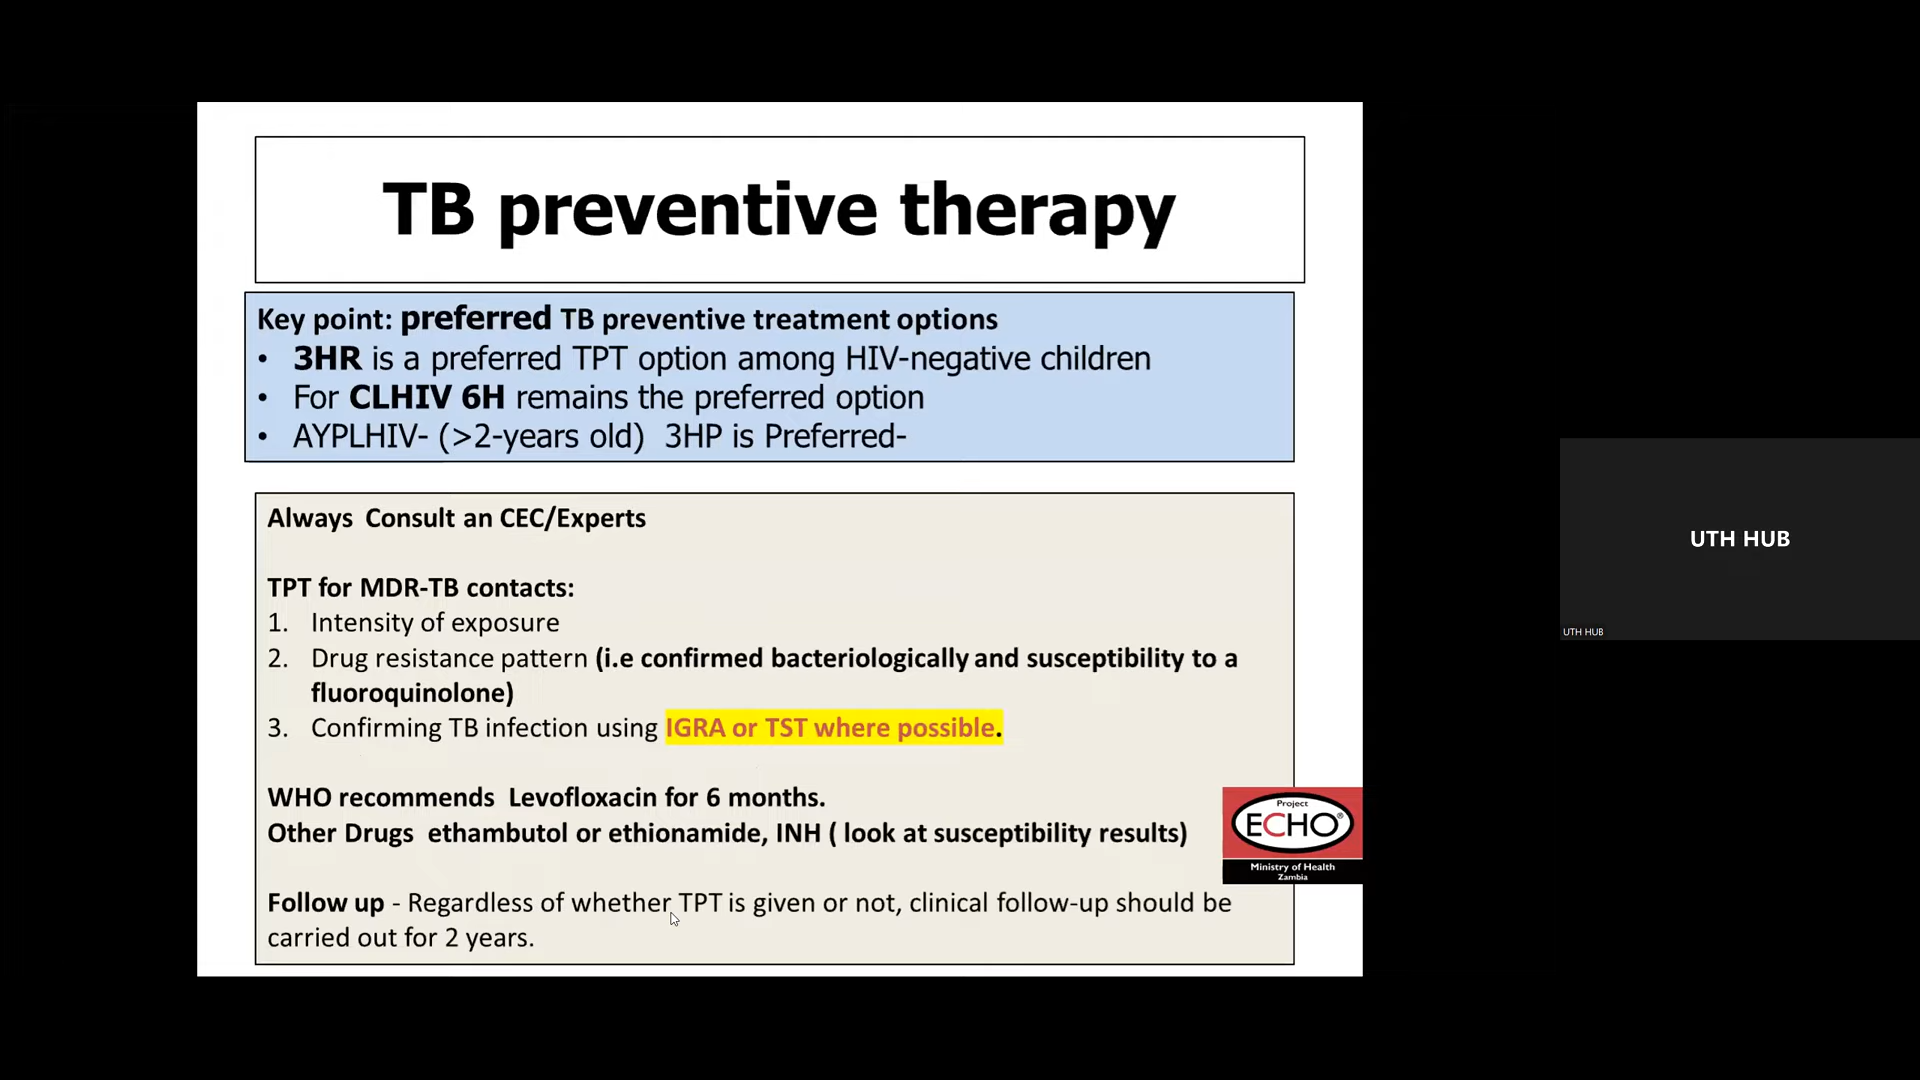 TB preventive therapy
Key point: preferred TB preventive treatment options
• 3HR is a preferred TPT option among HIV-negative children
• For CLHIV 6H remains the preferred option
• AYPLHIV- (>2-years old) 3HP is Preferred-
Always Consult an CEC/Experts
TPT for MDR-TB contacts:
1. Intensity of exposure
2. Drug resistance pattern (i.e confirmed bacteriologically and susceptibility to a
fluoroquinolone)
3. Confirming TB infection using IGRA or TST where possible.
WHO recommends Levofloxacin for 6 months.
Other Drugs ethambutol or ethionamide, INH ( look at susceptibility results)
Follow up - Regardless of whether TPT is given or not, clinical follow-up should be
carried out for 2 years.
Project
ECHO®
Ministry of Health
Zambia
UTH HUB
UTH HUB